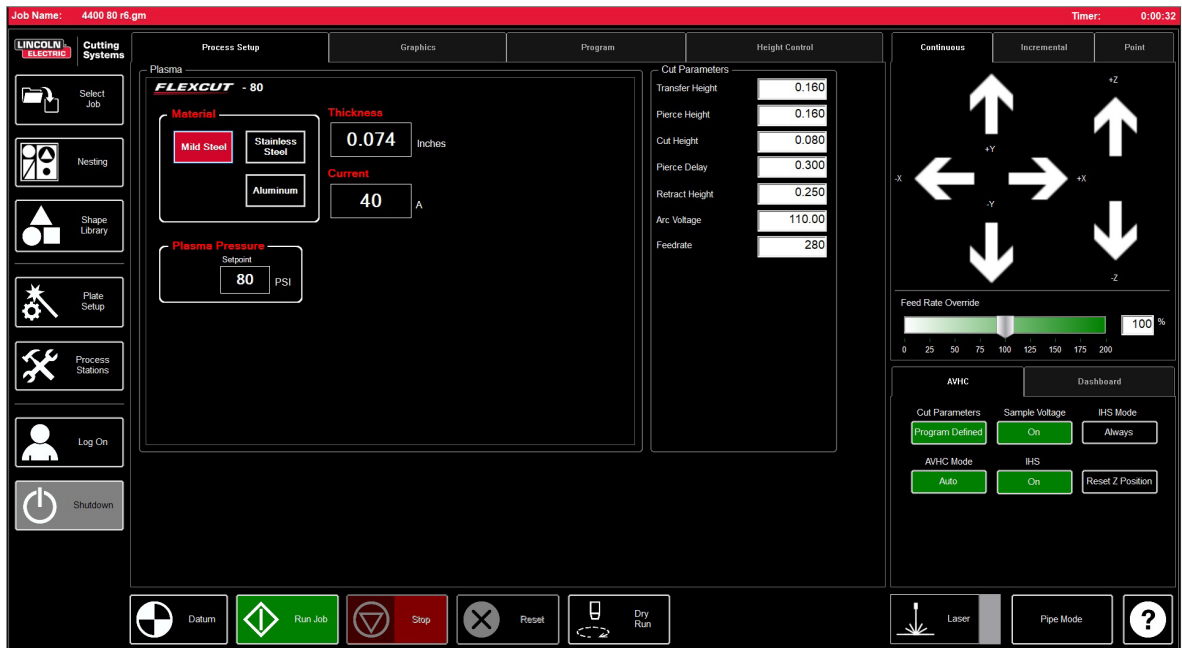 Job Name: 4400 80 r6.gm
Timer: 0:00:32
LINCOLN ELECTRIC
Cutting Systems
Select Job
Nesting
Shape Library
Plate Setup
Process Stations
Log On
Shutdown
Process Setup
Graphics
Program
Height Control
Plasma
FLEXCUT - 80
Material
Mild Steel
Stainless Steel
Aluminum
Thickness
0.074 Inches
Current
40 A
Plasma Pressure
Setpoint
80 PSI
Cut Parameters
Transfer Height 0.160
Pierce Height 0.160
Cut Height 0.080
Pierce Delay 0.300
Retract Height 0.250
Arc Voltage 110.00
Feedrate 280
Continuous
Incremental
Point
+Z
+Y
-X
+X
-Y
-Z
Feed Rate Override
100 %
0 25 50 75 100 125 150 175 200
AVHC
Dashboard
Cut Parameters
Sample Voltage
IHS Mode
Program Defined
On
Always
AVHC Mode
IHS
Auto
On
Reset Z Position
Datum
Run Job
Stop
Reset
Dry Run
Laser
Pipe Mode
?